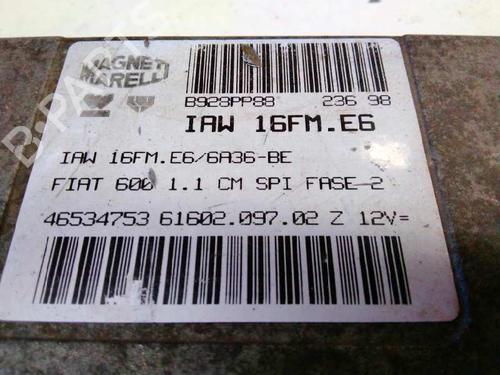 MAGNETI
MARELLI
B928PP88 236 98
IAW 16FM.E6
IAW 16FM.E6/6A36-BE
FIAT 600 1.1 CM SPI FASE-2
46534753 61602.097.02 Z 12V=
B-PARTS